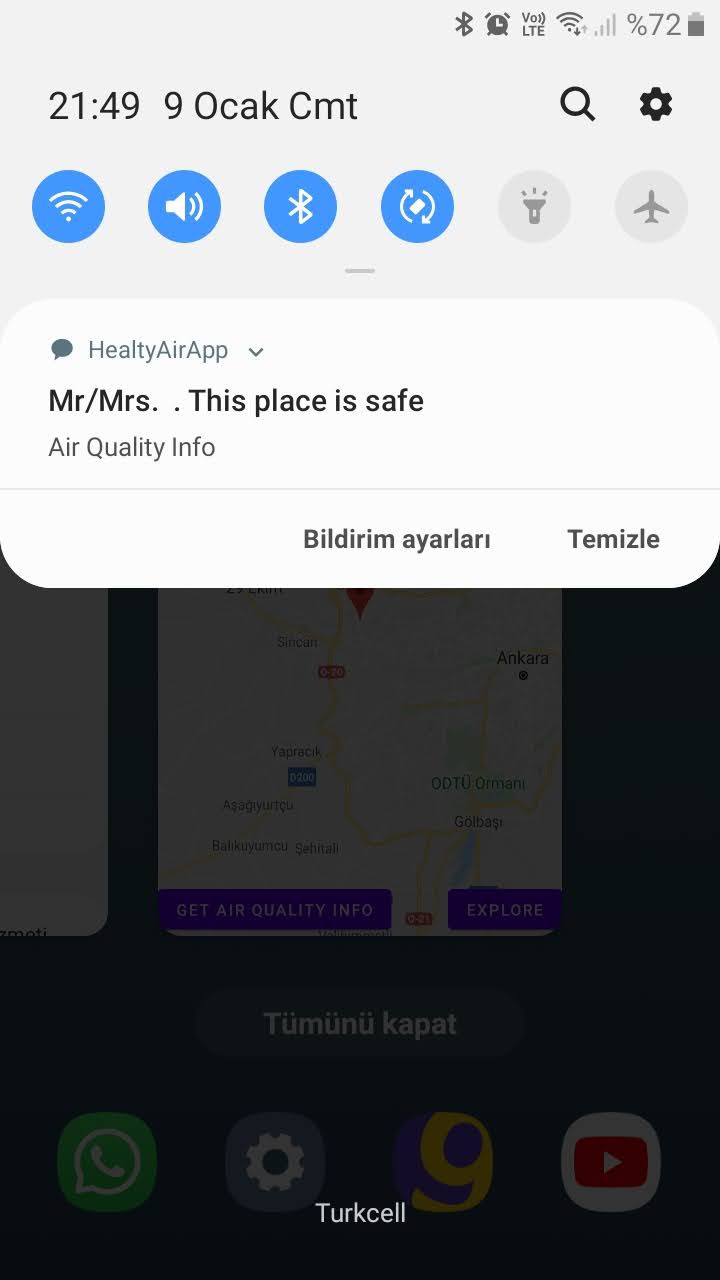 Vo)) LTE %72
21:49 9 Ocak Cmt
HealtyAirApp
Mr/Mrs. . This place is safe
Air Quality Info
Bildirim ayarları Temizle
29 Ekim
Sincan
O-20
Ankara
Yapracık
D200
ODTÜ Ormanı
Aşağıyurtçu
Gölbaşı
Balıkuyumcu Şehitali
GET AIR QUALITY INFO
O-21
EXPLORE
Tümünü kapat
Turkcell